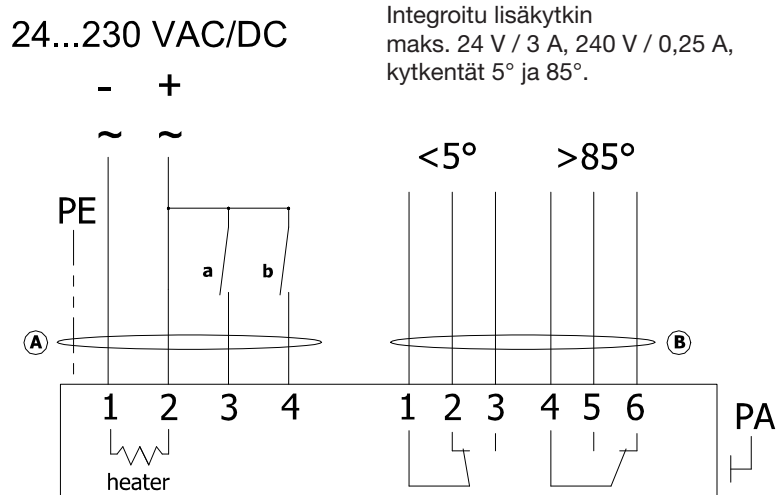 24...230 VAC/DC
Integroitu lisäkytkin
maks. 24 V / 3 A, 240 V / 0,25 A,
kytkentät 5° ja 85°.
- +
~ ~
<5° >85°
PE
a b
A B
1 2 3 4 1 2 3 4 5 6
PA
heater